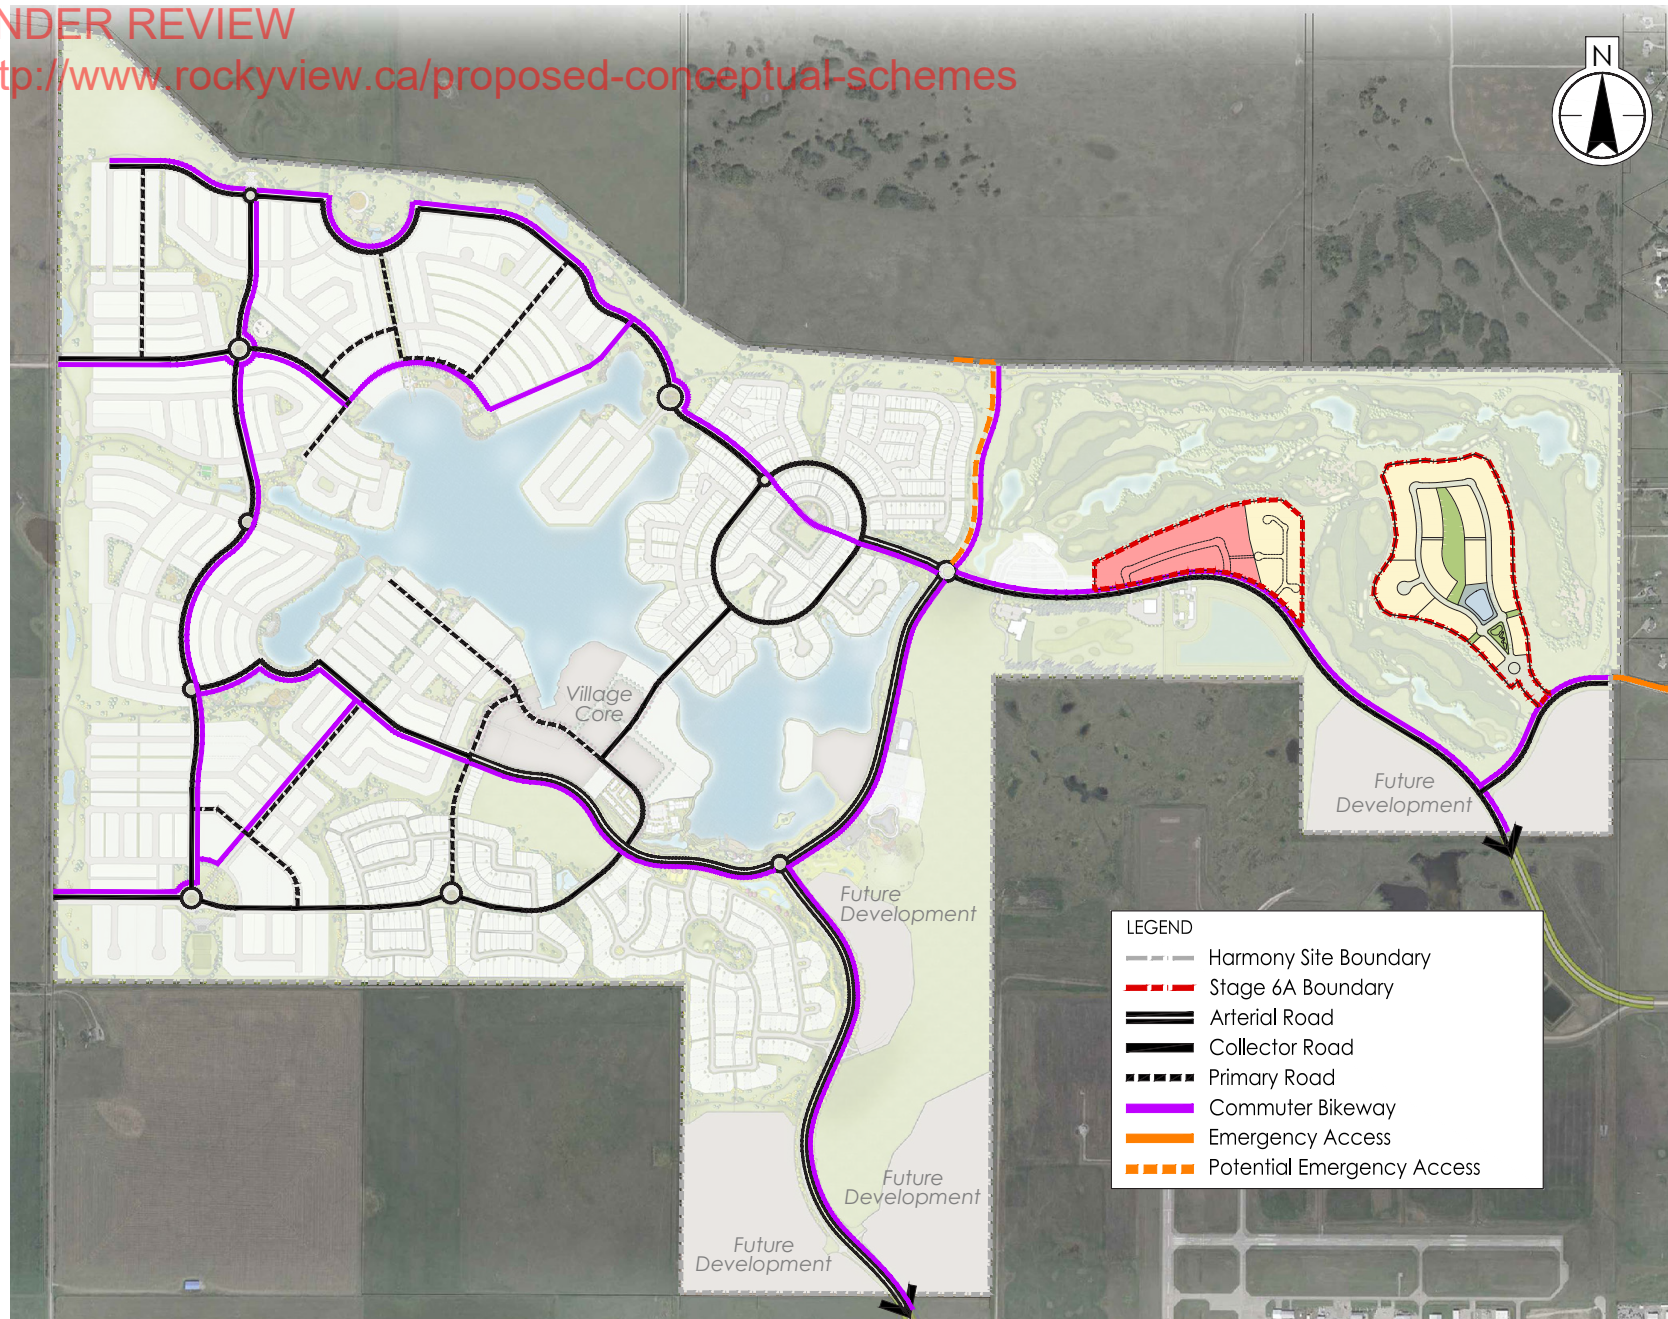 NDER REVIEW
tp://www.rockyview.ca/proposed-conceptual-schemes
N
Village
Core
Future
Development
Future
Development
LEGEND
Harmony Site Boundary
Stage 6A Boundary
Arterial Road
Collector Road
Primary Road
Commuter Bikeway
Emergency Access
Potential Emergency Access
Future
Development
Future
Development